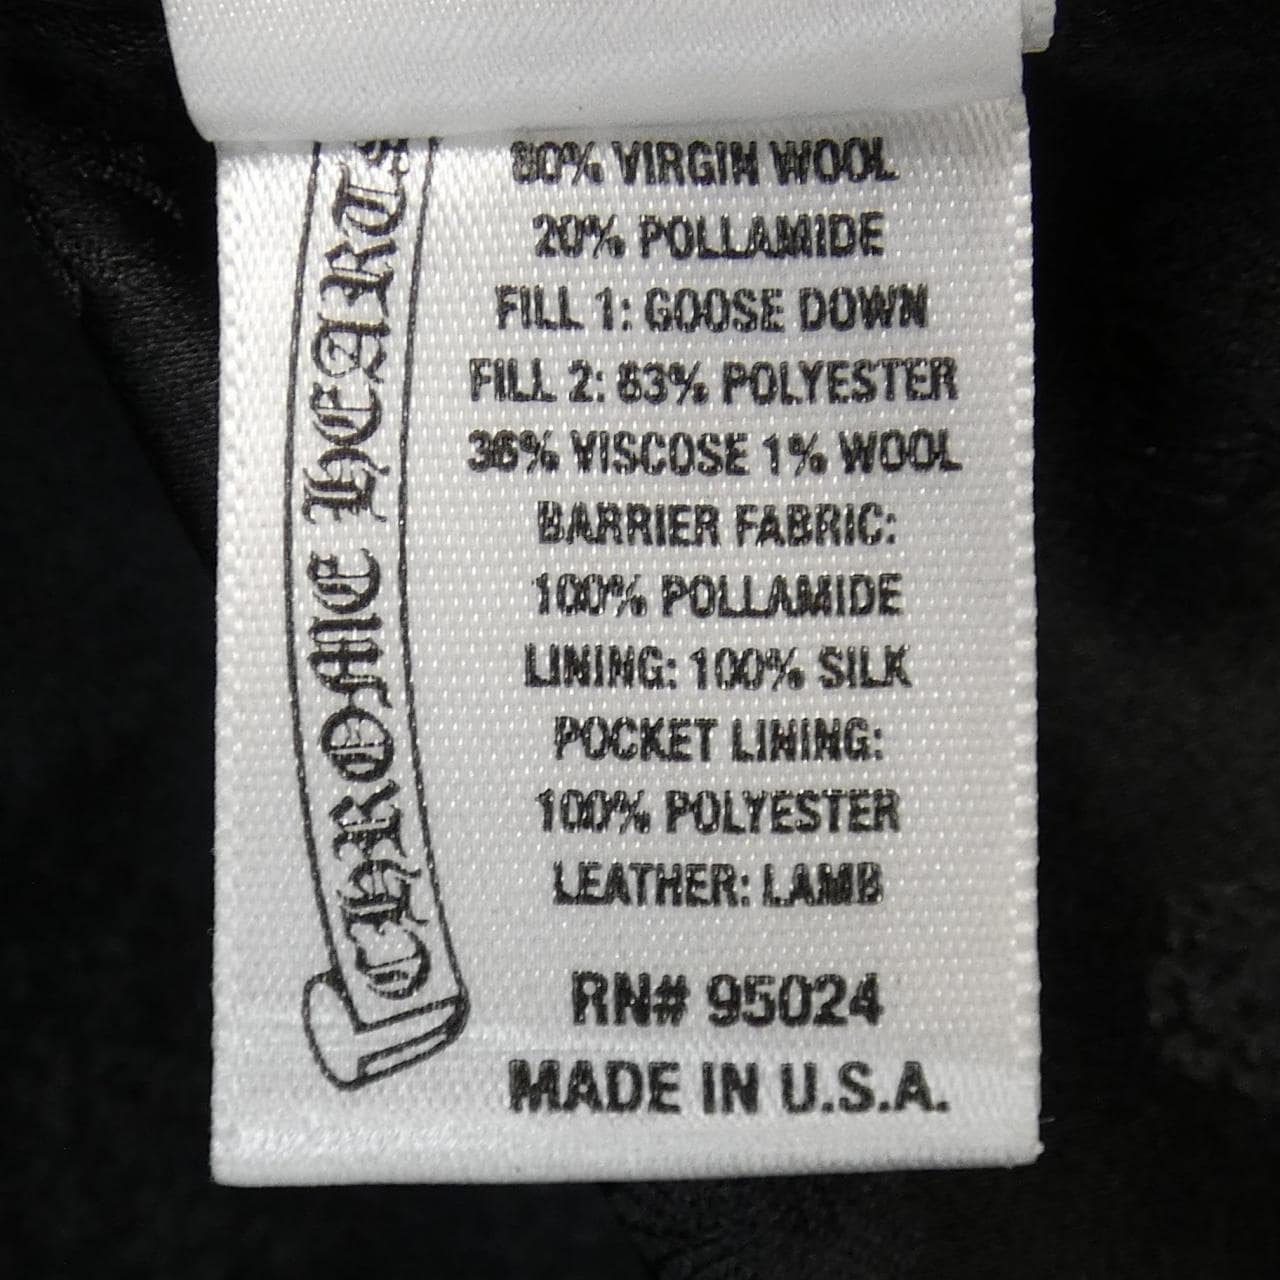 CHROME HEARTS
80% VIRGIN WOOL
20% POLLAMIDE
FILL 1: GOOSE DOWN
FILL 2: 63% POLYESTER
36% VISCOSE 1% WOOL
BARRIER FABRIC:
100% POLLAMIDE
LINING: 100% SILK
POCKET LINING:
100% POLYESTER
LEATHER: LAMB
RN# 95024
MADE IN U.S.A.